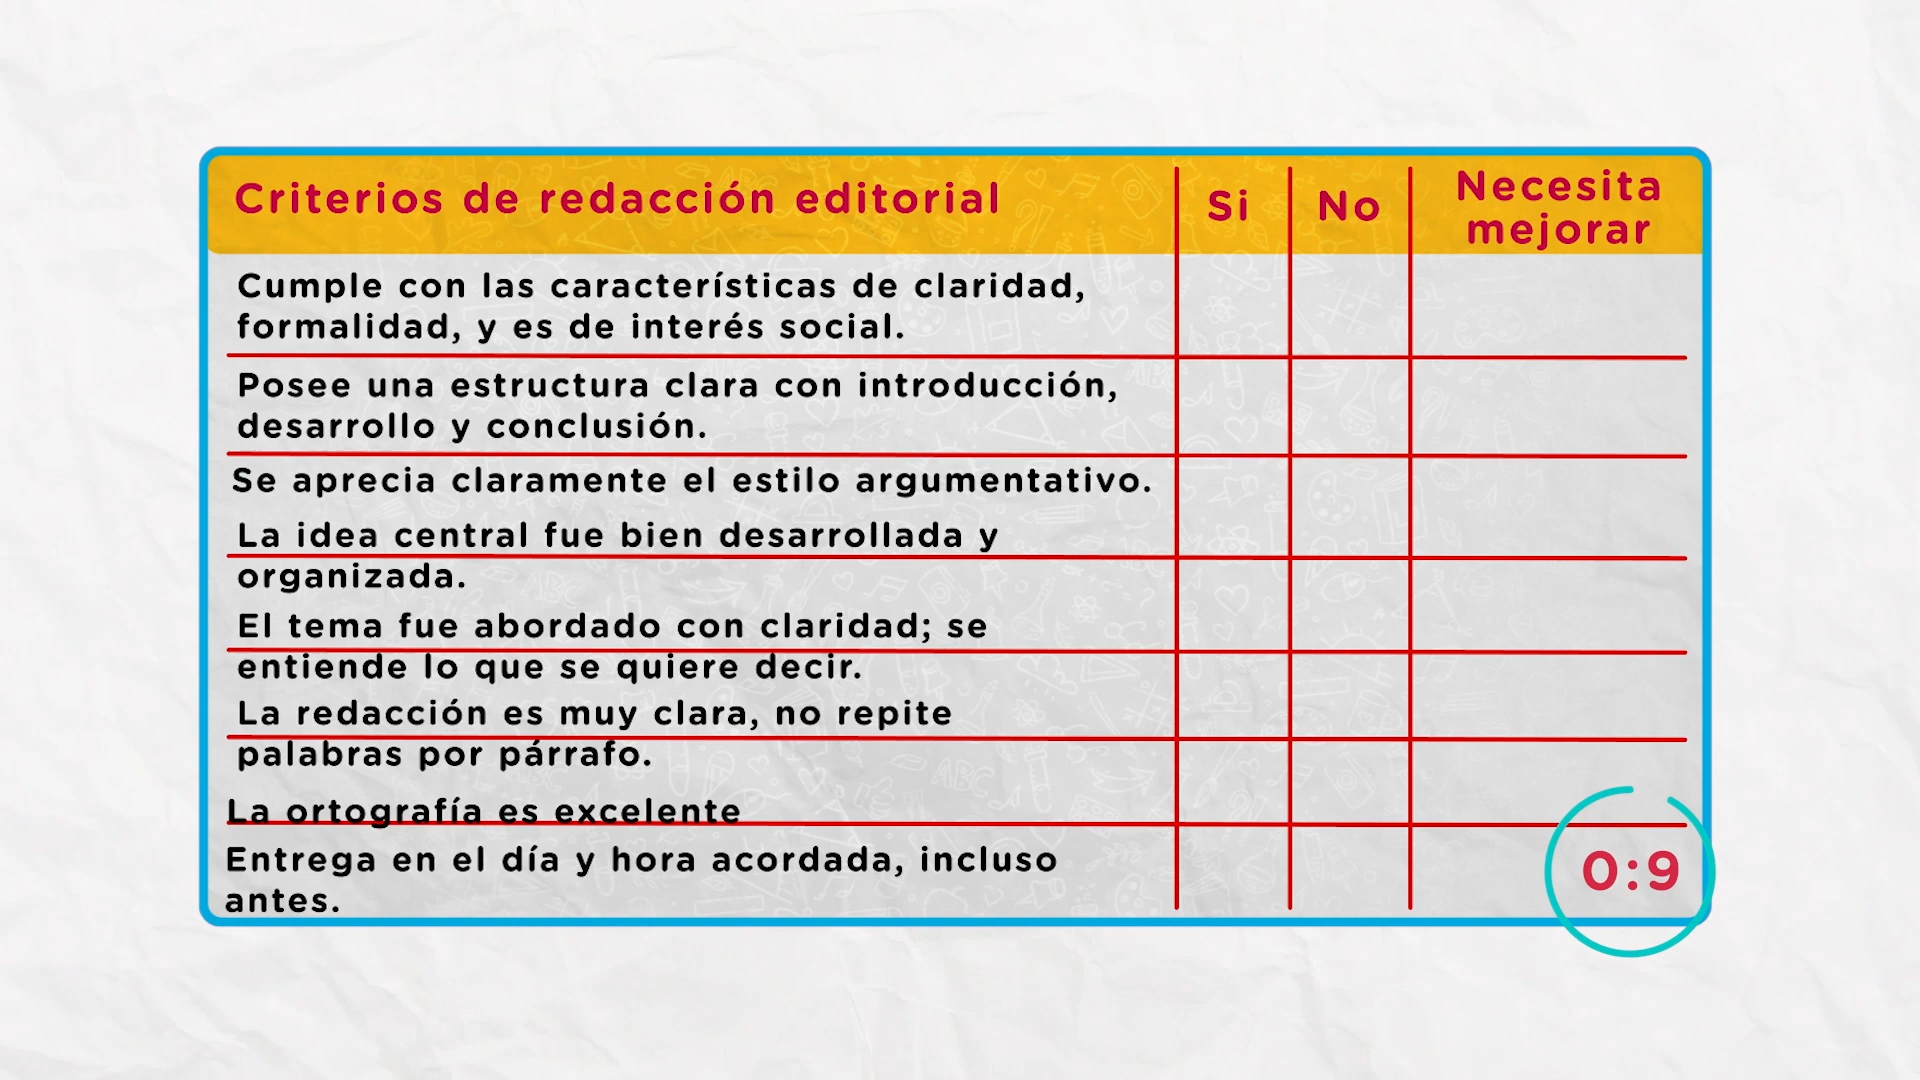 Criterios de redacción editorial
Si
No
Necesita
mejorar
Cumple con las características de claridad,
formalidad, y es de interés social.
Posee una estructura clara con introducción,
desarrollo y conclusión.
Se aprecia claramente el estilo argumentativo.
La idea central fue bien desarrollada y
organizada.
El tema fue abordado con claridad; se
entiende lo que se quiere decir.
La redacción es muy clara, no repite
palabras por párrafo.
La ortografía es excelente
Entrega en el día y hora acordada, incluso
antes.
0:9